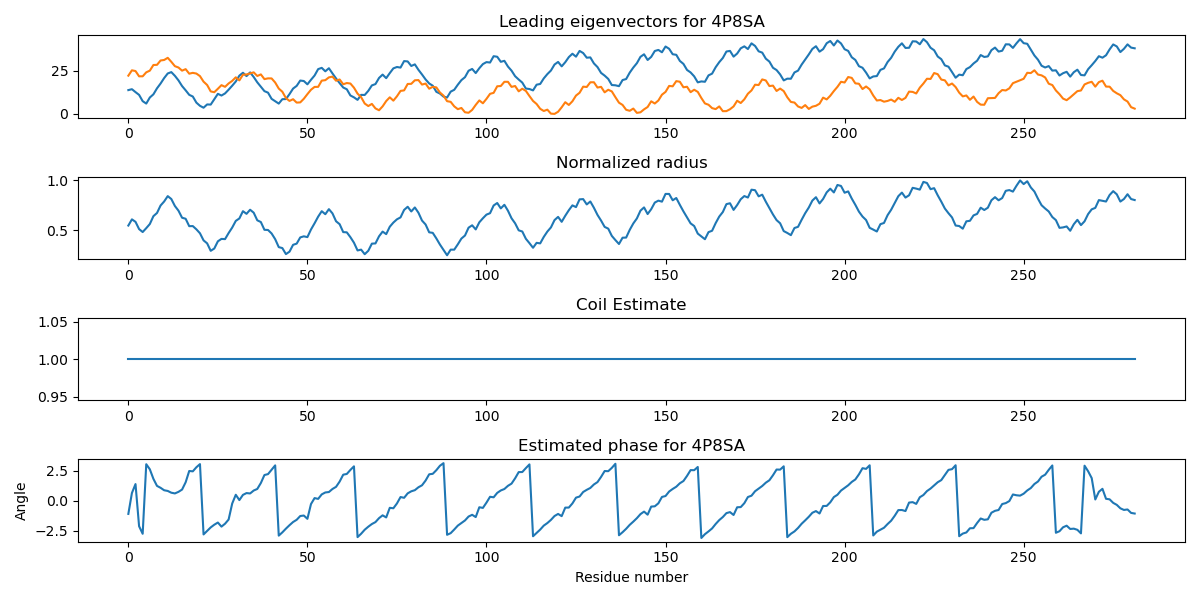 Leading eigenvectors for 4P8SA
25
0
0 50 100 150 200 250
Normalized radius
1.0
0.5
0 50 100 150 200 250
Coil Estimate
1.05
1.00
0.95
0 50 100 150 200 250
Estimated phase for 4P8SA
2.5
0.0
−2.5
Angle
0 50 100 150 200 250
Residue number